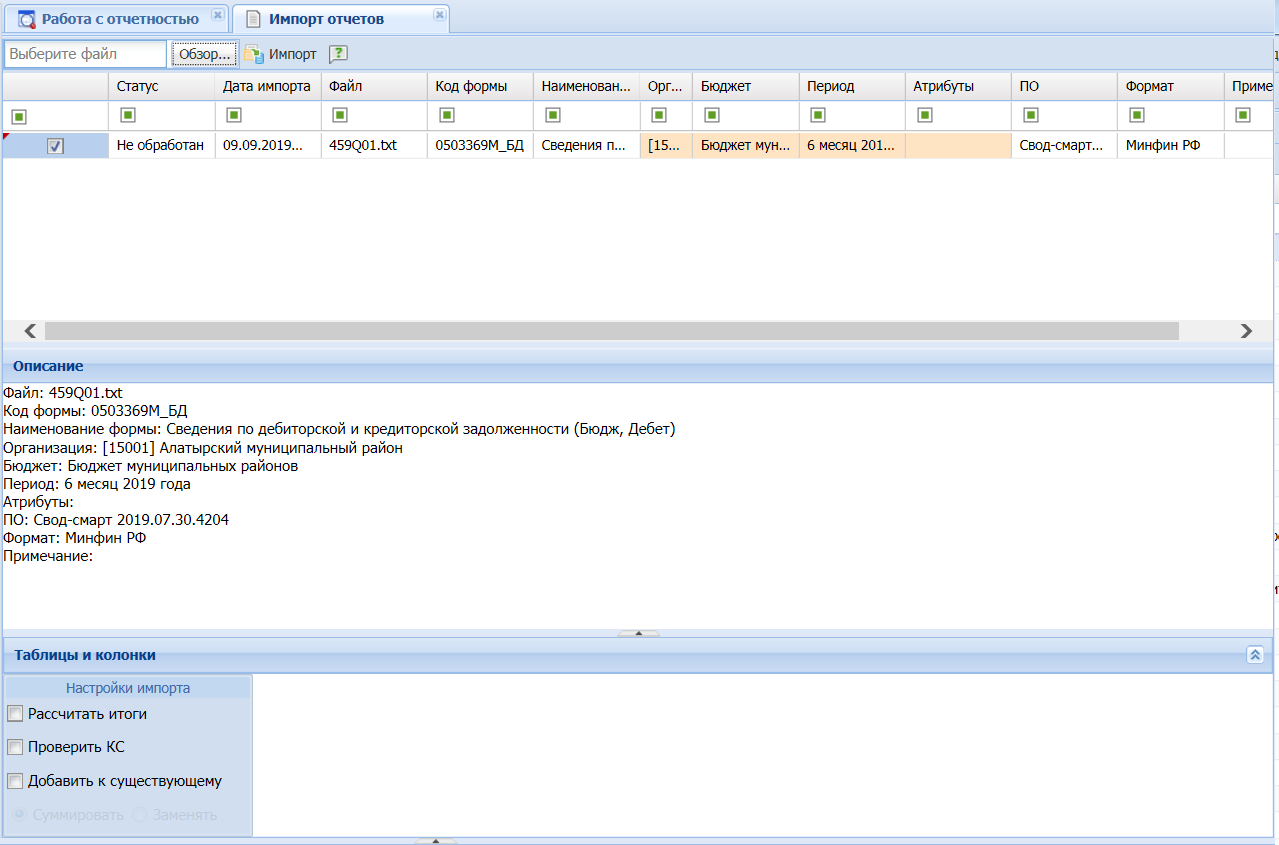 Работа с отчетностью
Импорт отчетов
Выберите файл
Обзор...
Импорт
Статус
Дата импорта
Файл
Код формы
Наименован...
Орг...
Бюджет
Период
Атрибуты
ПО
Формат
Приме
Не обработан
09.09.2019...
459Q01.txt
0503369М_БД
Сведения п...
[15...
Бюджет мун...
6 месяц 201...
Свод-смарт...
Минфин РФ
Описание
Файл: 459Q01.txt
Код формы: 0503369М_БД
Наименование формы: Сведения по дебиторской и кредиторской задолженности (Бюдж, Дебет)
Организация: [15001] Алатырский муниципальный район
Бюджет: Бюджет муниципальных районов
Период: 6 месяц 2019 года
Атрибуты:
ПО: Свод-смарт 2019.07.30.4204
Формат: Минфин РФ
Примечание:
Таблицы и колонки
Настройки импорта
Рассчитать итоги
Проверить КС
Добавить к существующему
Суммировать
Заменять